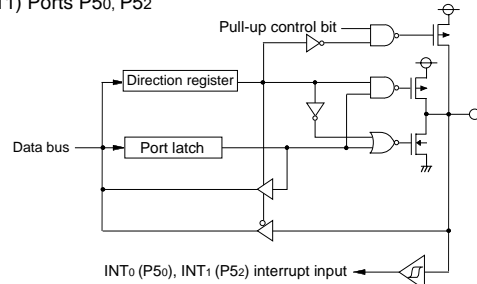 11) Ports P50, P52
Pull-up control bit
Direction register
Data bus
Port latch
INT0 (P50), INT1 (P52) interrupt input